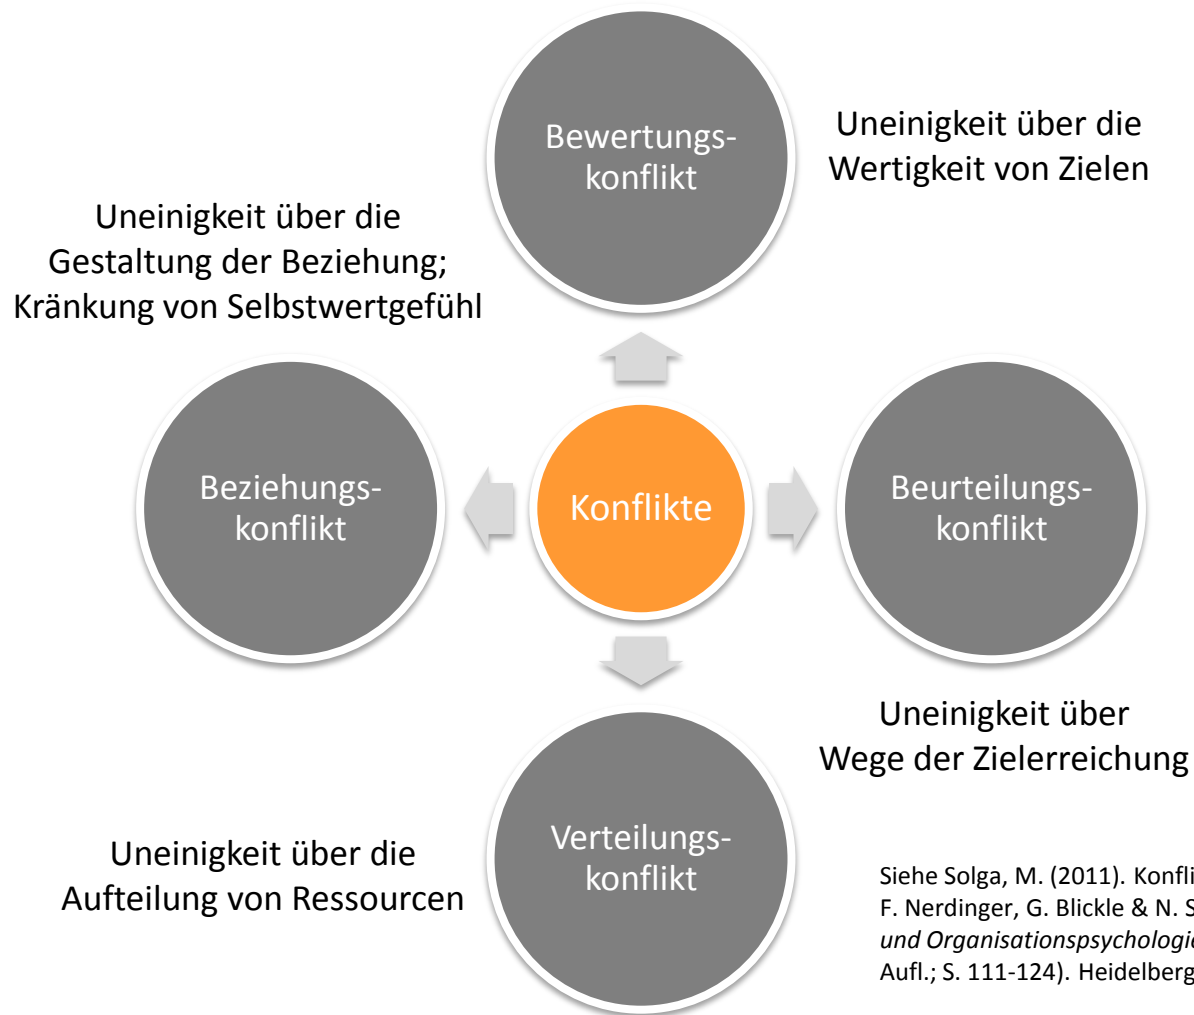 Bewertungs-
konflikt
Uneinigkeit über die
Wertigkeit von Zielen
Uneinigkeit über die
Gestaltung der Beziehung;
Kränkung von Selbstwertgefühl
Beziehungs-
konflikt
Konflikte
Beurteilungs-
konflikt
Uneinigkeit über
Wege der Zielerreichung
Verteilungs-
konflikt
Uneinigkeit über die
Aufteilung von Ressourcen
Siehe Solga, M. (2011).
F. Nerdinger, G. Blickle & N.
und
Aufl.; S. 111-124). Heidelberg